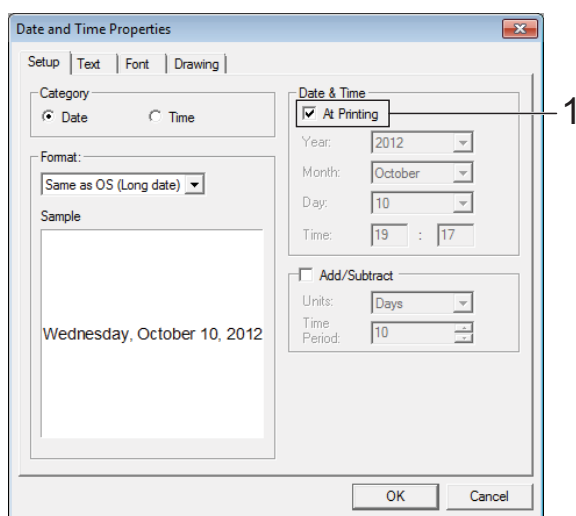 Date and Time Properties
Setup Text Font Drawing
Category
Date Time
Format:
Same as OS (Long date)
Sample
Wednesday, October 10, 2012
Date & Time
At Printing
1
Year: 2012
Month: October
Day: 10
Time: 19 : 17
Add/Subtract
Units: Days
Time
Period: 10
OK Cancel